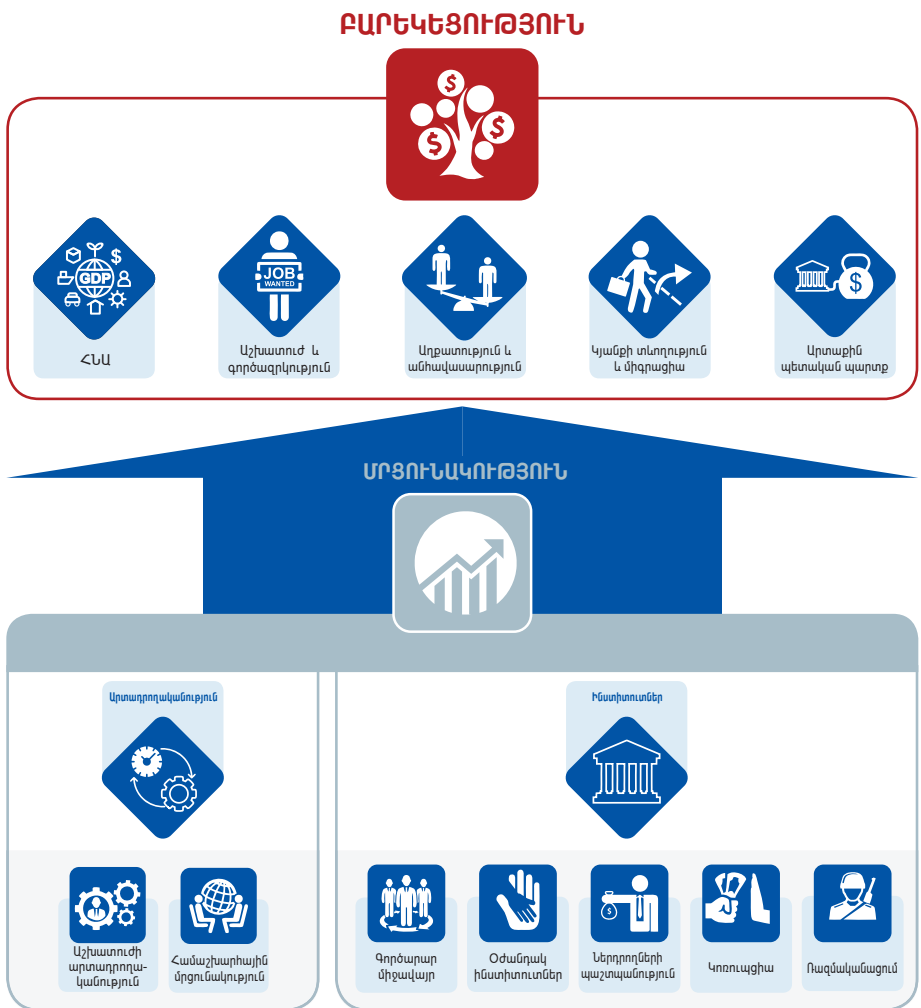 ԲԱՐԵԿԵՑՈՒԹՅՈՒՆ
$
$
$
$
GDP
JOB
WANTED
$
ՀՆԱ
Աշխատուժ և
գործազրկություն
Աղքատություն և
անհավասարություն
Կյանքի տևողություն
և միգրացիա
Արտաքին
պետական պարտք
ՄՐՑՈՒՆԱԿՈՒԹՅՈՒՆ
Արտադրողականություն
Ինստիտուտներ
$
Աշխատուժի
արտադրողա-
կանություն
Համաշխարհային
մրցունակություն
Գործարար
միջավայր
Օժանդակ
ինստիտուտներ
Ներդրողների
պաշտպանություն
Կոռուպցիա
Ռազմականացում